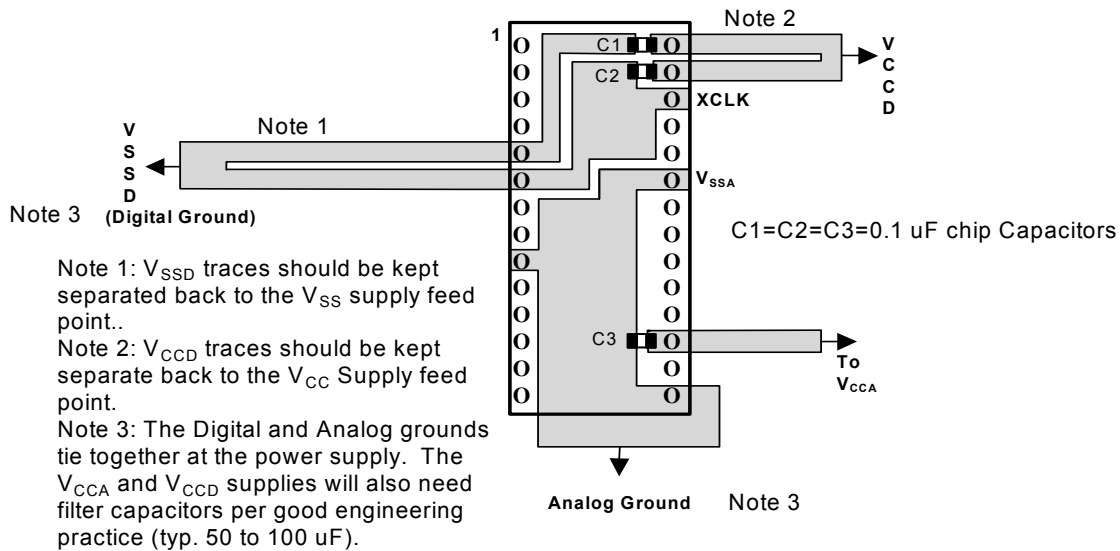 Note 2
1
O
C1
O
V
C
C
D
O
C2
O
O
O
XCLK
O
O
Note 1
V
S
S
D
O
O
O
O
VSSA
Note 3
(Digital Ground)
O
O
O
O
C1=C2=C3=0.1 uF chip Capacitors
O
O
O
O
O
O
O
C3
O
To
VCCA
O
O
O
O
Note 1: VSSD traces should be kept
separated back to the VSS supply feed
point..
Note 2: VCCD traces should be kept
separate back to the VCC Supply feed
point.
Note 3: The Digital and Analog grounds
tie together at the power supply. The
VCCA and VCCD supplies will also need
filter capacitors per good engineering
practice (typ. 50 to 100 uF).
Analog Ground
Note 3